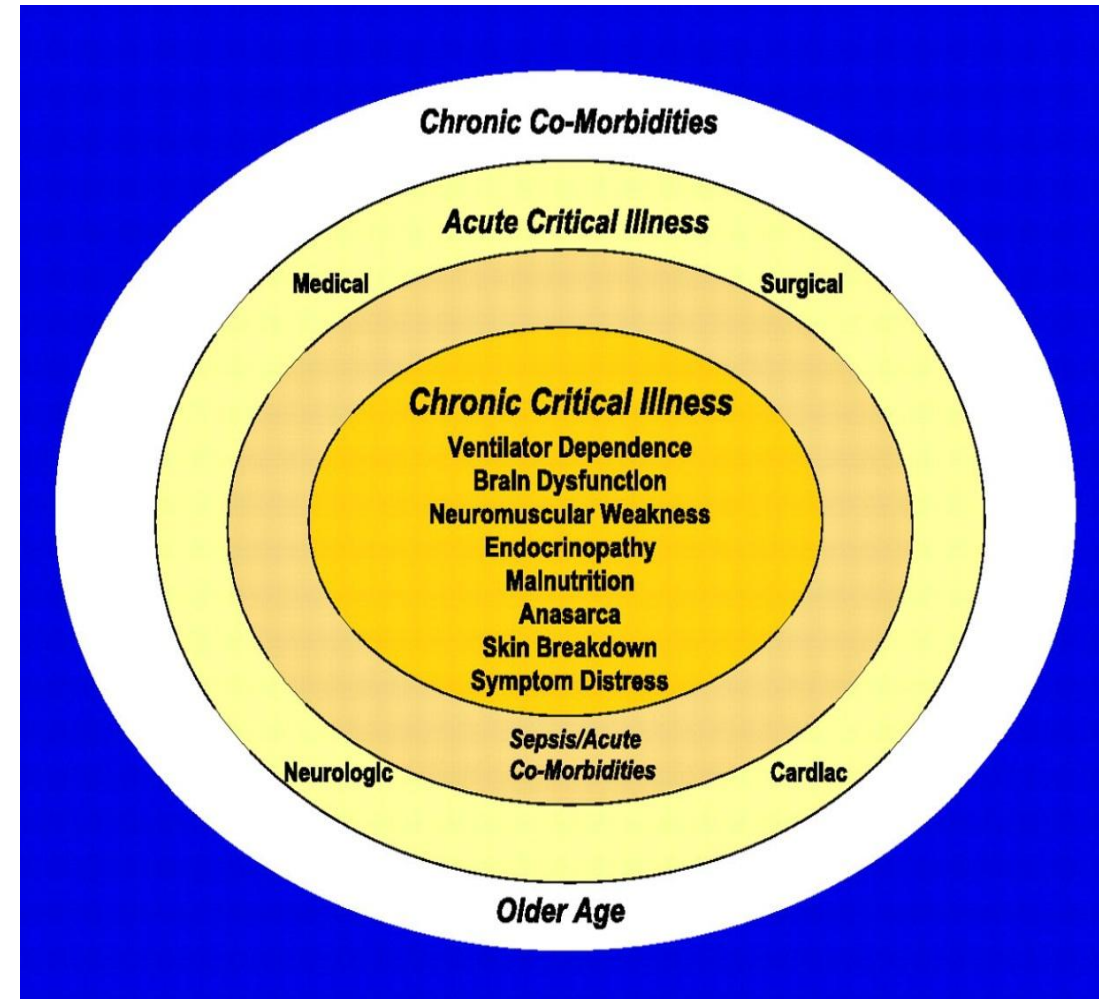 Chronic Co-Morbidities
Acute Critical Illness
Medical
Surgical
Chronic Critical Illness
Ventilator Dependence
Brain Dysfunction
Neuromuscular Weakness
Endocrinopathy
Malnutrition
Anasarca
Skin Breakdown
Symptom Distress
Sepsis/Acute
Co-Morbidities
Neurologic
Cardiac
Older Age